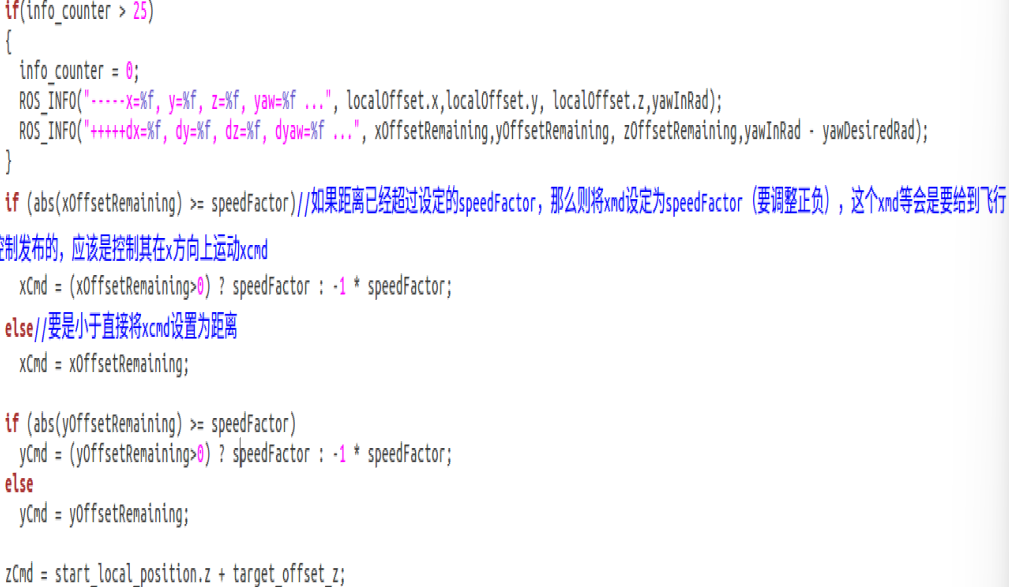 if(info_counter > 25)
{
info_counter = 0;
ROS_INFO("-----x=%f, y=%f, z=%f, yaw=%f ...", localOffset.x,localOffset.y, localOffset.z,yawInRad);
ROS_INFO("+++++dx=%f, dy=%f, dz=%f, dyaw=%f ...", xOffsetRemaining,yOffsetRemaining, zOffsetRemaining,yawInRad - yawDesiredRad);
}
if (abs(xOffsetRemaining) >= speedFactor)//如果距离已经超过设定的speedFactor，那么则将xmd设定为speedFactor（要调整正负），这个xmd等会是要给到飞行
控制发布的，应该是控制其在x方向上运动xcmd
xCmd = (xOffsetRemaining>0) ? speedFactor : -1 * speedFactor;
else//要是小于直接将xcmd设置为距离
xCmd = xOffsetRemaining;
if (abs(yOffsetRemaining) >= speedFactor)
yCmd = (yOffsetRemaining>0) ? speedFactor : -1 * speedFactor;
else
yCmd = yOffsetRemaining;
zCmd = start_local_position.z + target_offset_z;